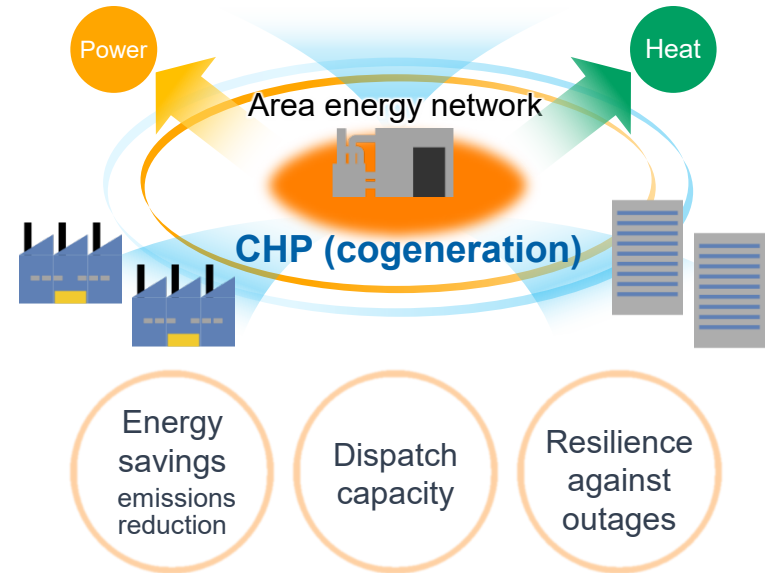 Power
Heat
Area energy network
CHP (cogeneration)
Energy
savings
emissions
reduction
Dispatch
capacity
Resilience
against
outages